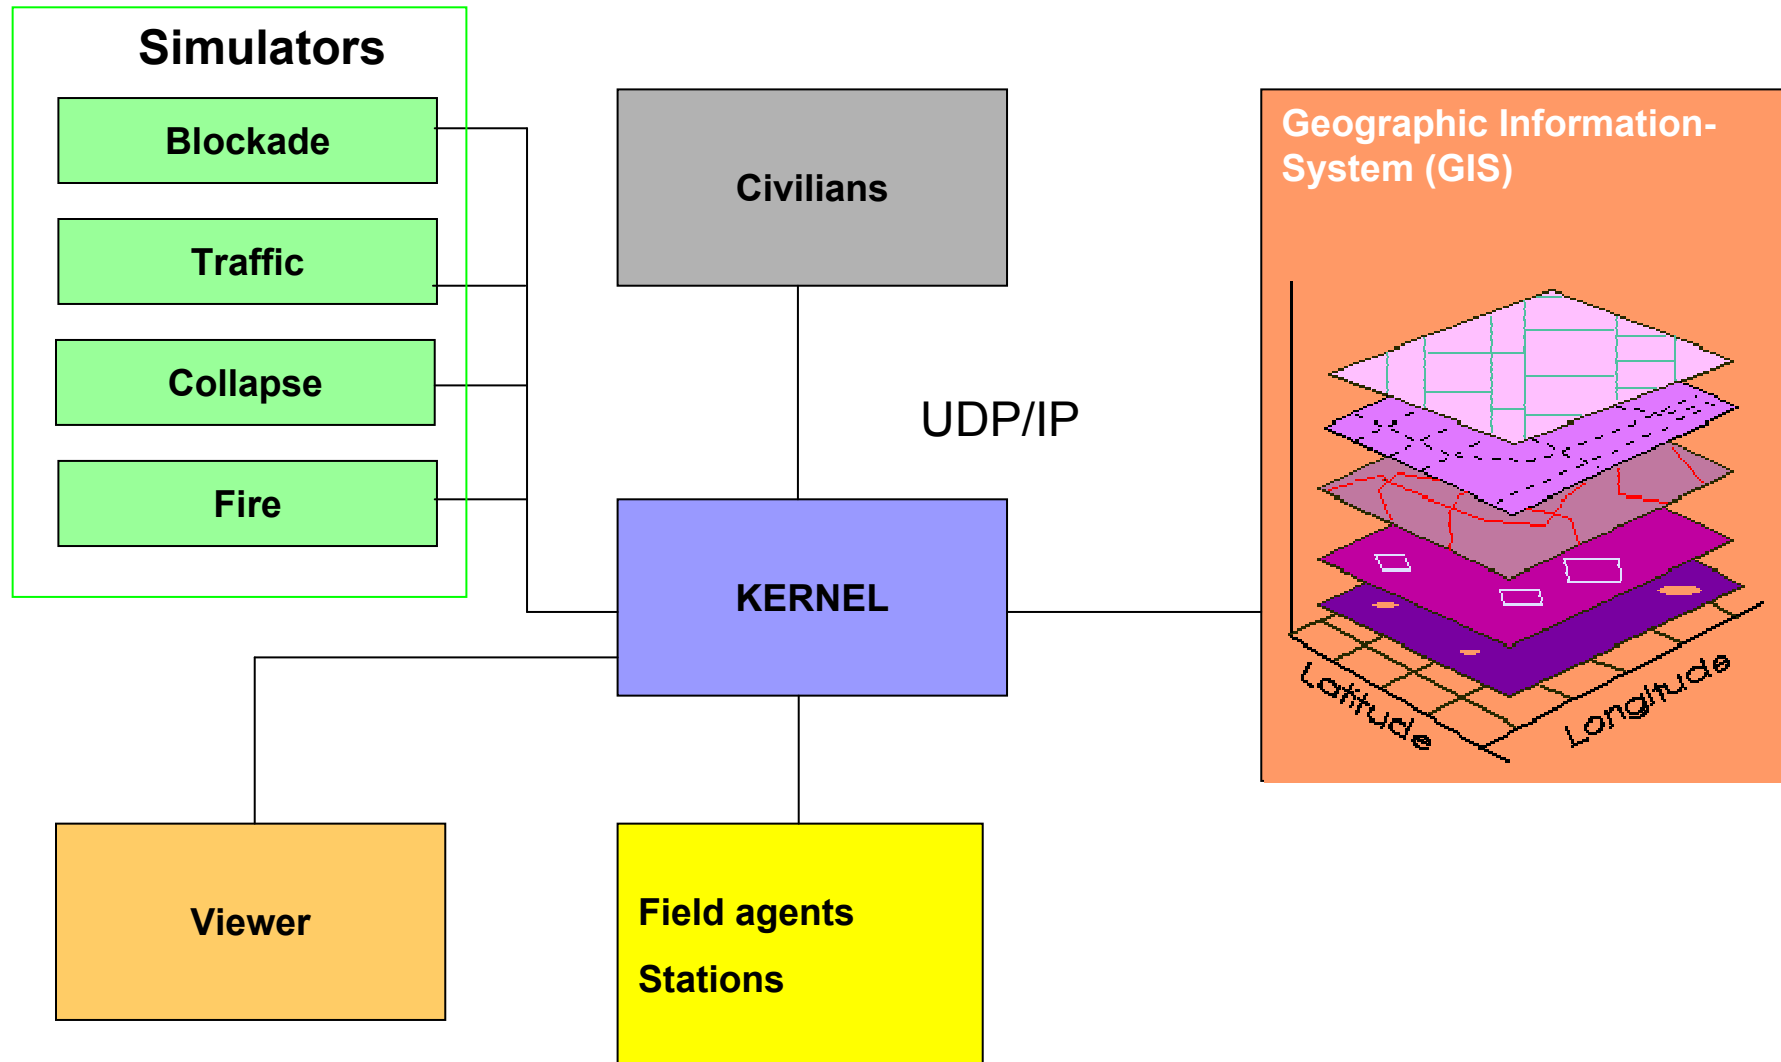 Simulators
Blockade
Traffic
Collapse
Fire
Civilians
UDP/IP
KERNEL
Geographic Information-
System (GIS)
Latitude
Longitude
Viewer
Field agents
Stations